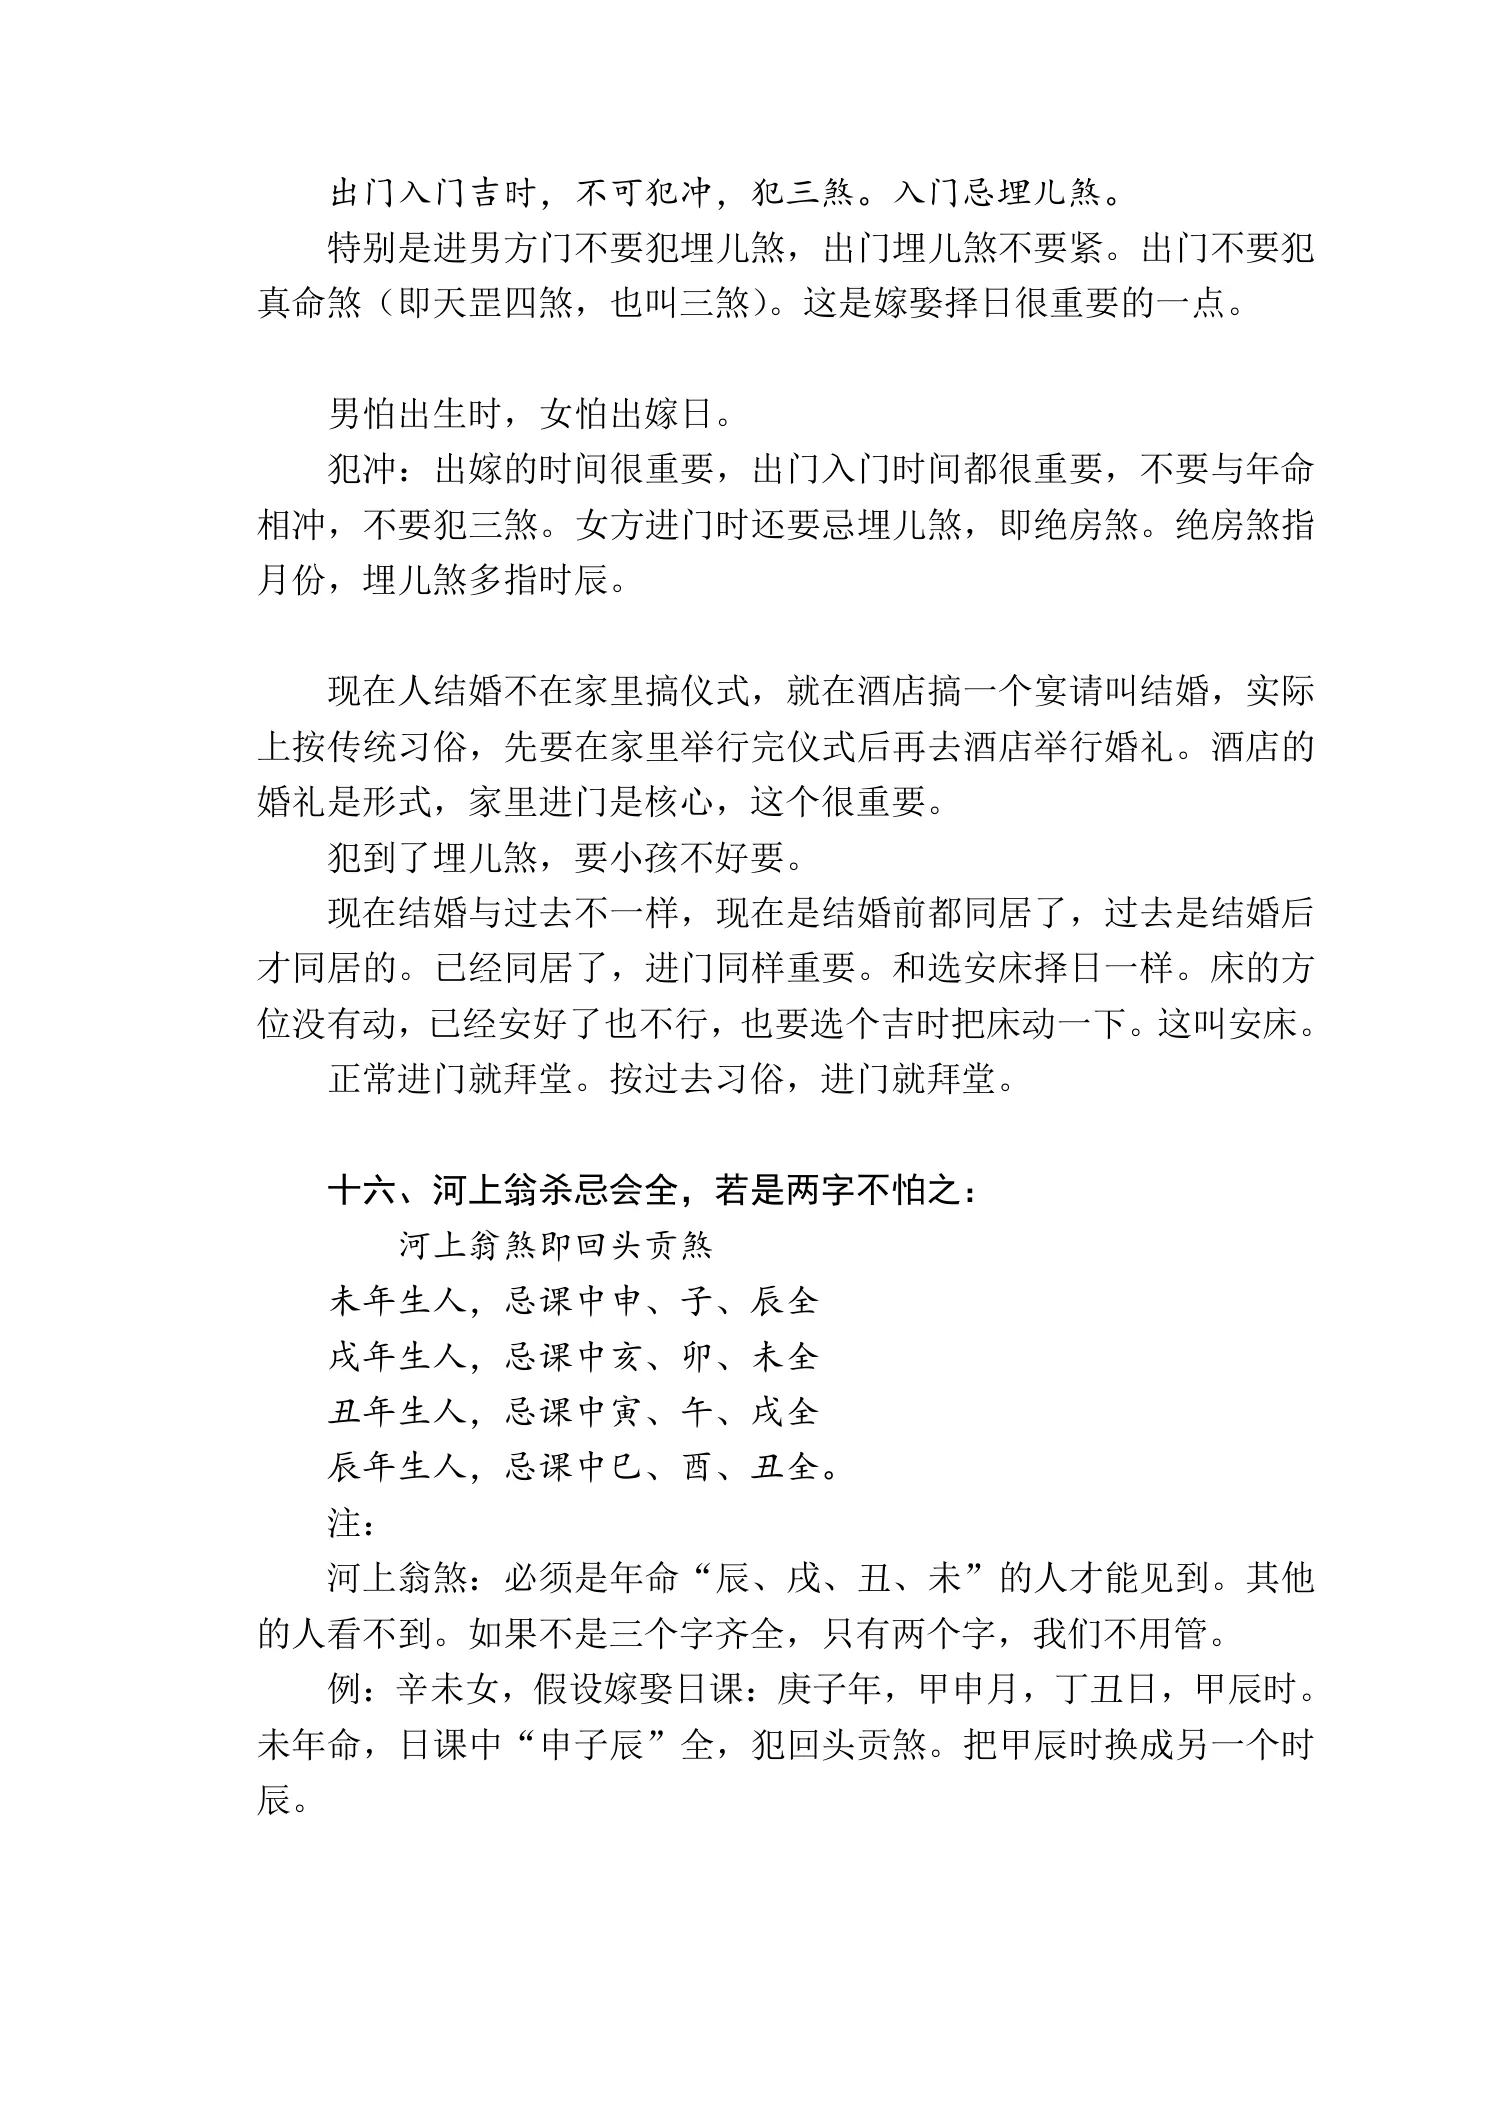 出门入门吉时，不可犯冲，犯三煞。入门忌埋儿煞。
特别是进男方门不要犯埋儿煞，出门埋儿煞不要紧。出门不要犯
真命煞（即天罡四煞，也叫三煞）。这是嫁娶择日很重要的一点。
男怕出生时，女怕出嫁日。
犯冲：出嫁的时间很重要，出门入门时间都很重要，不要与年命
相冲，不要犯三煞。女方进门时还要忌埋儿煞，即绝房煞。绝房煞指
月份，埋儿煞多指时辰。
现在人结婚不在家里搞仪式，就在酒店搞一个宴请叫结婚，实际
上按传统习俗，先要在家里举行完仪式后再去酒店举行婚礼。酒店的
婚礼是形式，家里进门是核心，这个很重要。
犯到了埋儿煞，要小孩不好要。
现在结婚与过去不一样，现在是结婚前都同居了，过去是结婚后
才同居的。已经同居了，进门同样重要。和选安床择日一样。床的方
位没有动，已经安好了也不行，也要选个吉时把床动一下。这叫安床。
正常进门就拜堂。按过去习俗，进门就拜堂。
十六、河上翁杀忌会全，若是两字不怕之：
河上翁煞即回头贡煞
未年生人，忌课中申、子、辰全
戌年生人，忌课中亥、卯、未全
丑年生人，忌课中寅、午、戌全
辰年生人，忌课中巳、酉、丑全。
注：
河上翁煞：必须是年命“辰、戌、丑、未”的人才能见到。其他
的人看不到。如果不是三个字齐全，只有两个字，我们不用管。
例：辛未女，假设嫁娶日课：庚子年，甲申月，丁丑日，甲辰时。
未年命，日课中“申子辰”全，犯回头贡煞。把甲辰时换成另一个时
辰。